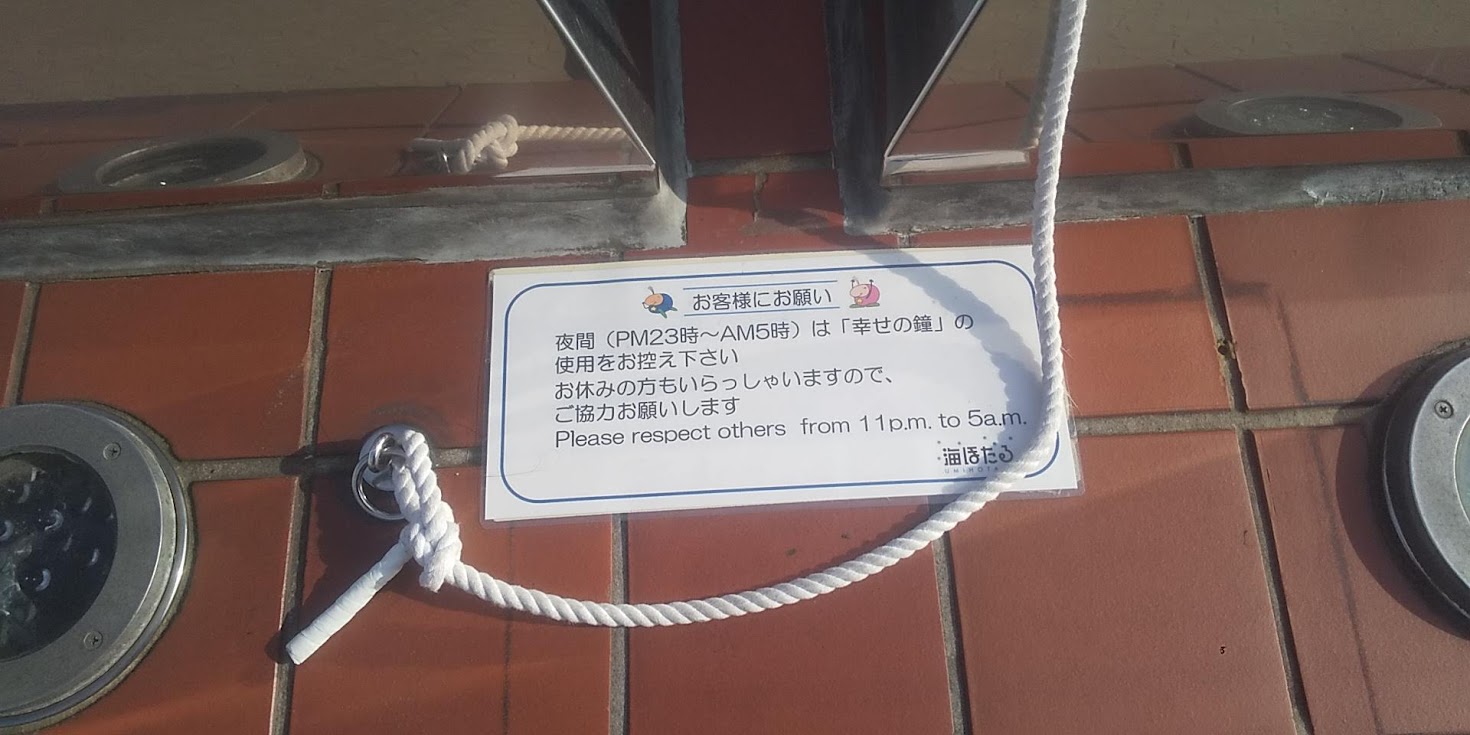 お客様にお願い
夜間（PM23時～AM5時）は「幸せの鐘」の
使用をお控え下さい
お休みの方もいらっしゃいますので、
ご協力お願いします
Please respect others from 11p.m. to 5a.m.
海ほたる